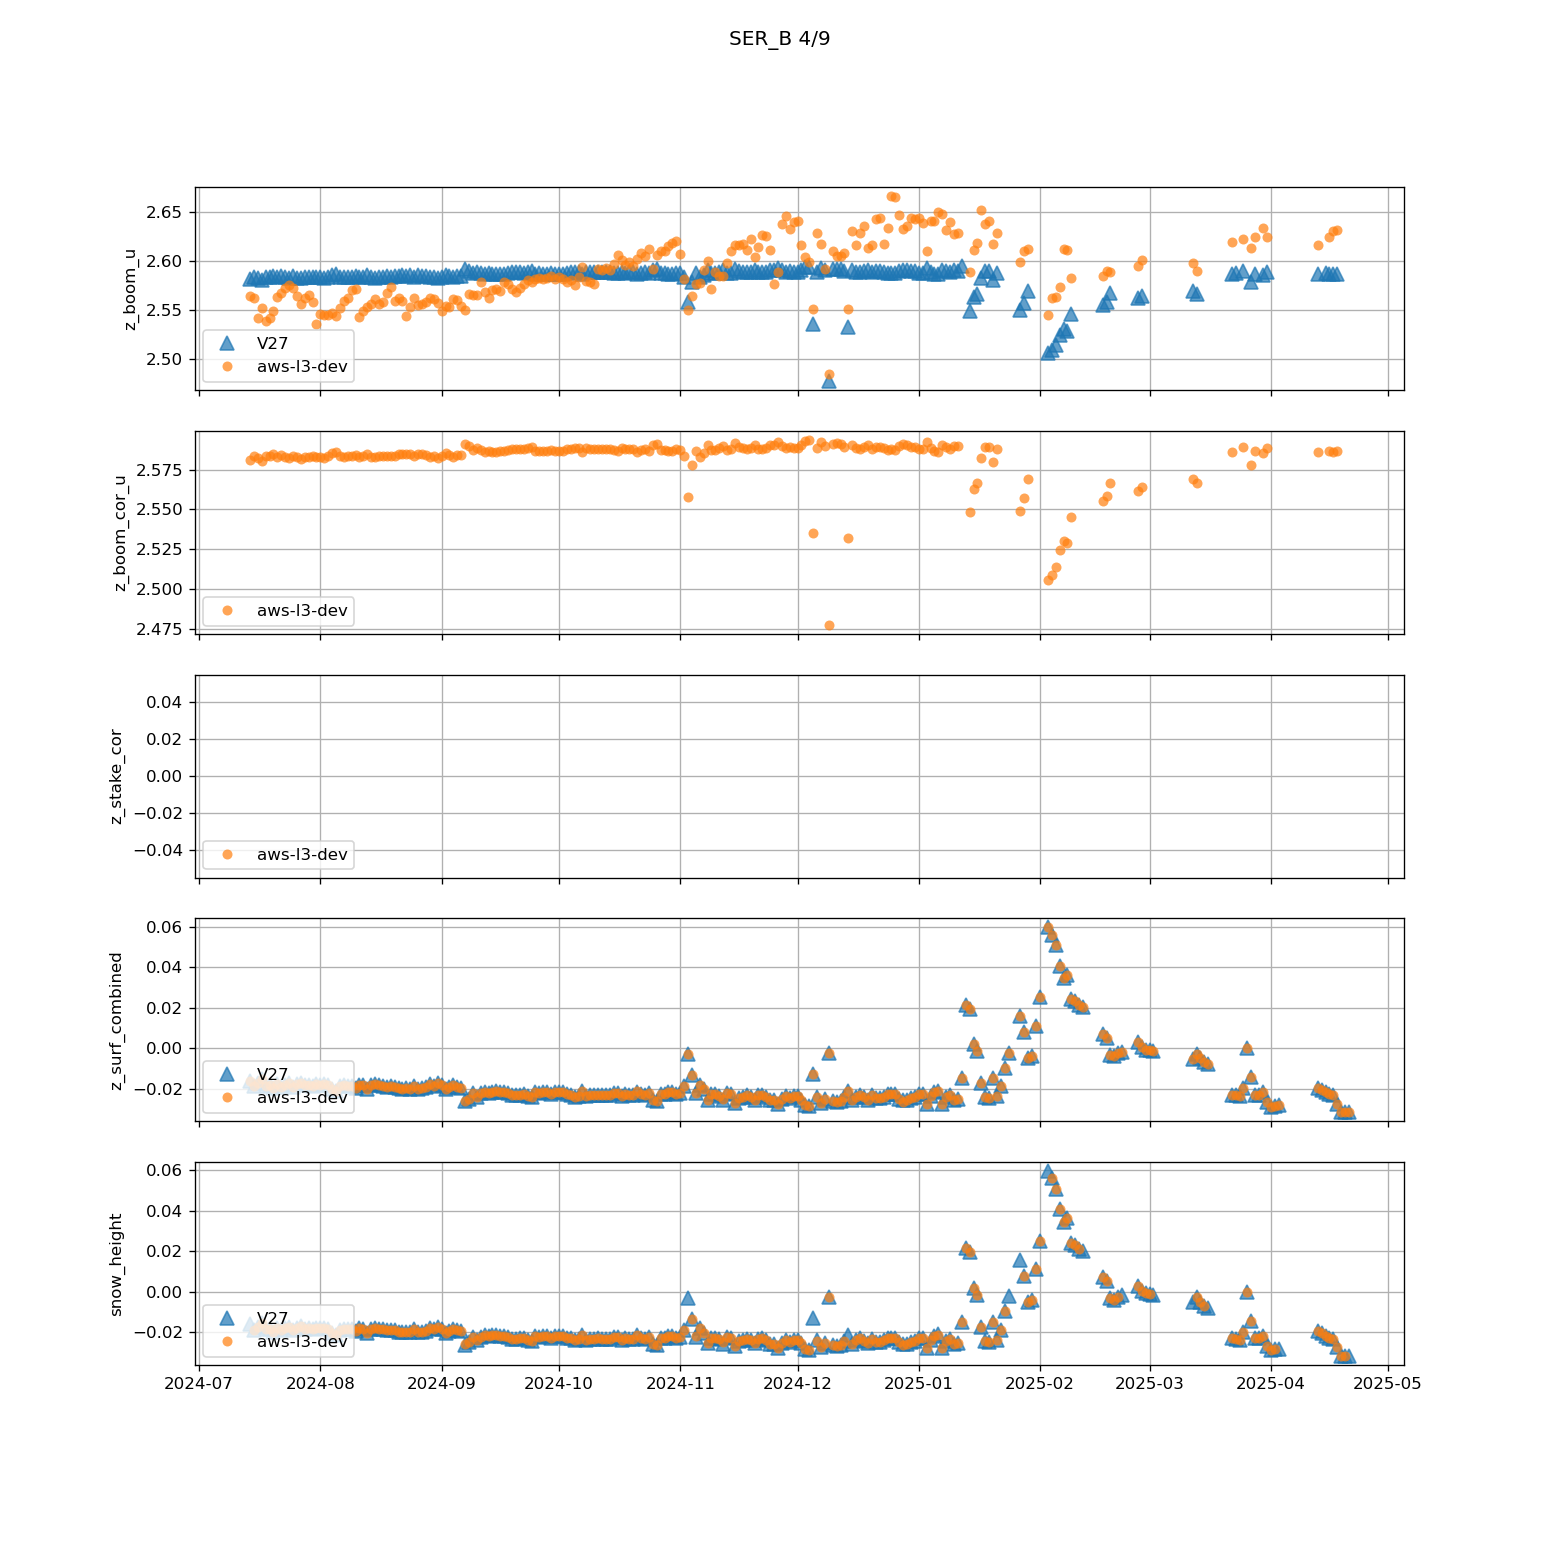 SER_B 4/9
z_boom_u
2.65
2.60
2.55
2.50
V27
aws-l3-dev
z_boom_cor_u
2.575
2.550
2.525
2.500
2.475
aws-l3-dev
z_stake_cor
0.04
0.02
0.00
−0.02
−0.04
aws-l3-dev
z_surf_combined
0.06
0.04
0.02
0.00
−0.02
V27
aws-l3-dev
snow_height
0.06
0.04
0.02
0.00
−0.02
V27
aws-l3-dev
2024-07 2024-08 2024-09 2024-10 2024-11 2024-12 2025-01 2025-02 2025-03 2025-04 2025-05